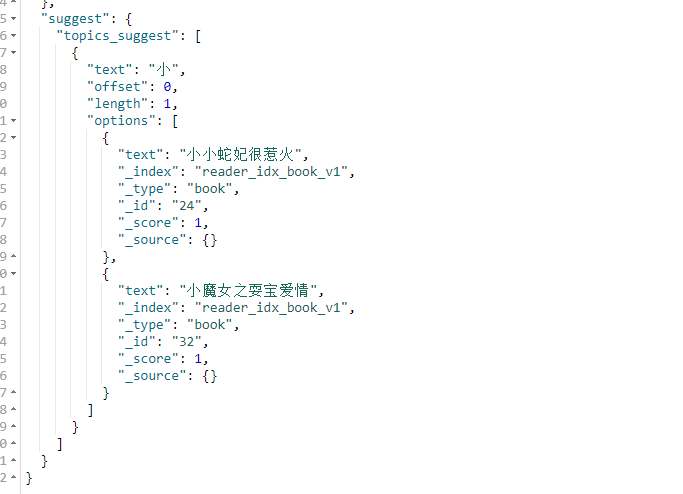 4 },
5 "suggest": {
6 "topics_suggest": [
7 {
8 "text": "小",
9 "offset": 0,
0 "length": 1,
1 "options": [
2 {
3 "text": "小小蛇妃很惹火",
4 "_index": "reader_idx_book_v1",
5 "_type": "book",
6 "_id": "24",
7 "_score": 1,
8 "_source": {}
9 },
0 {
1 "text": "小魔女之耍宝爱情",
2 "_index": "reader_idx_book_v1",
3 "_type": "book",
4 "_id": "32",
5 "_score": 1,
6 "_source": {}
7 }
8 ]
9 }
0 ]
1 }
2 }